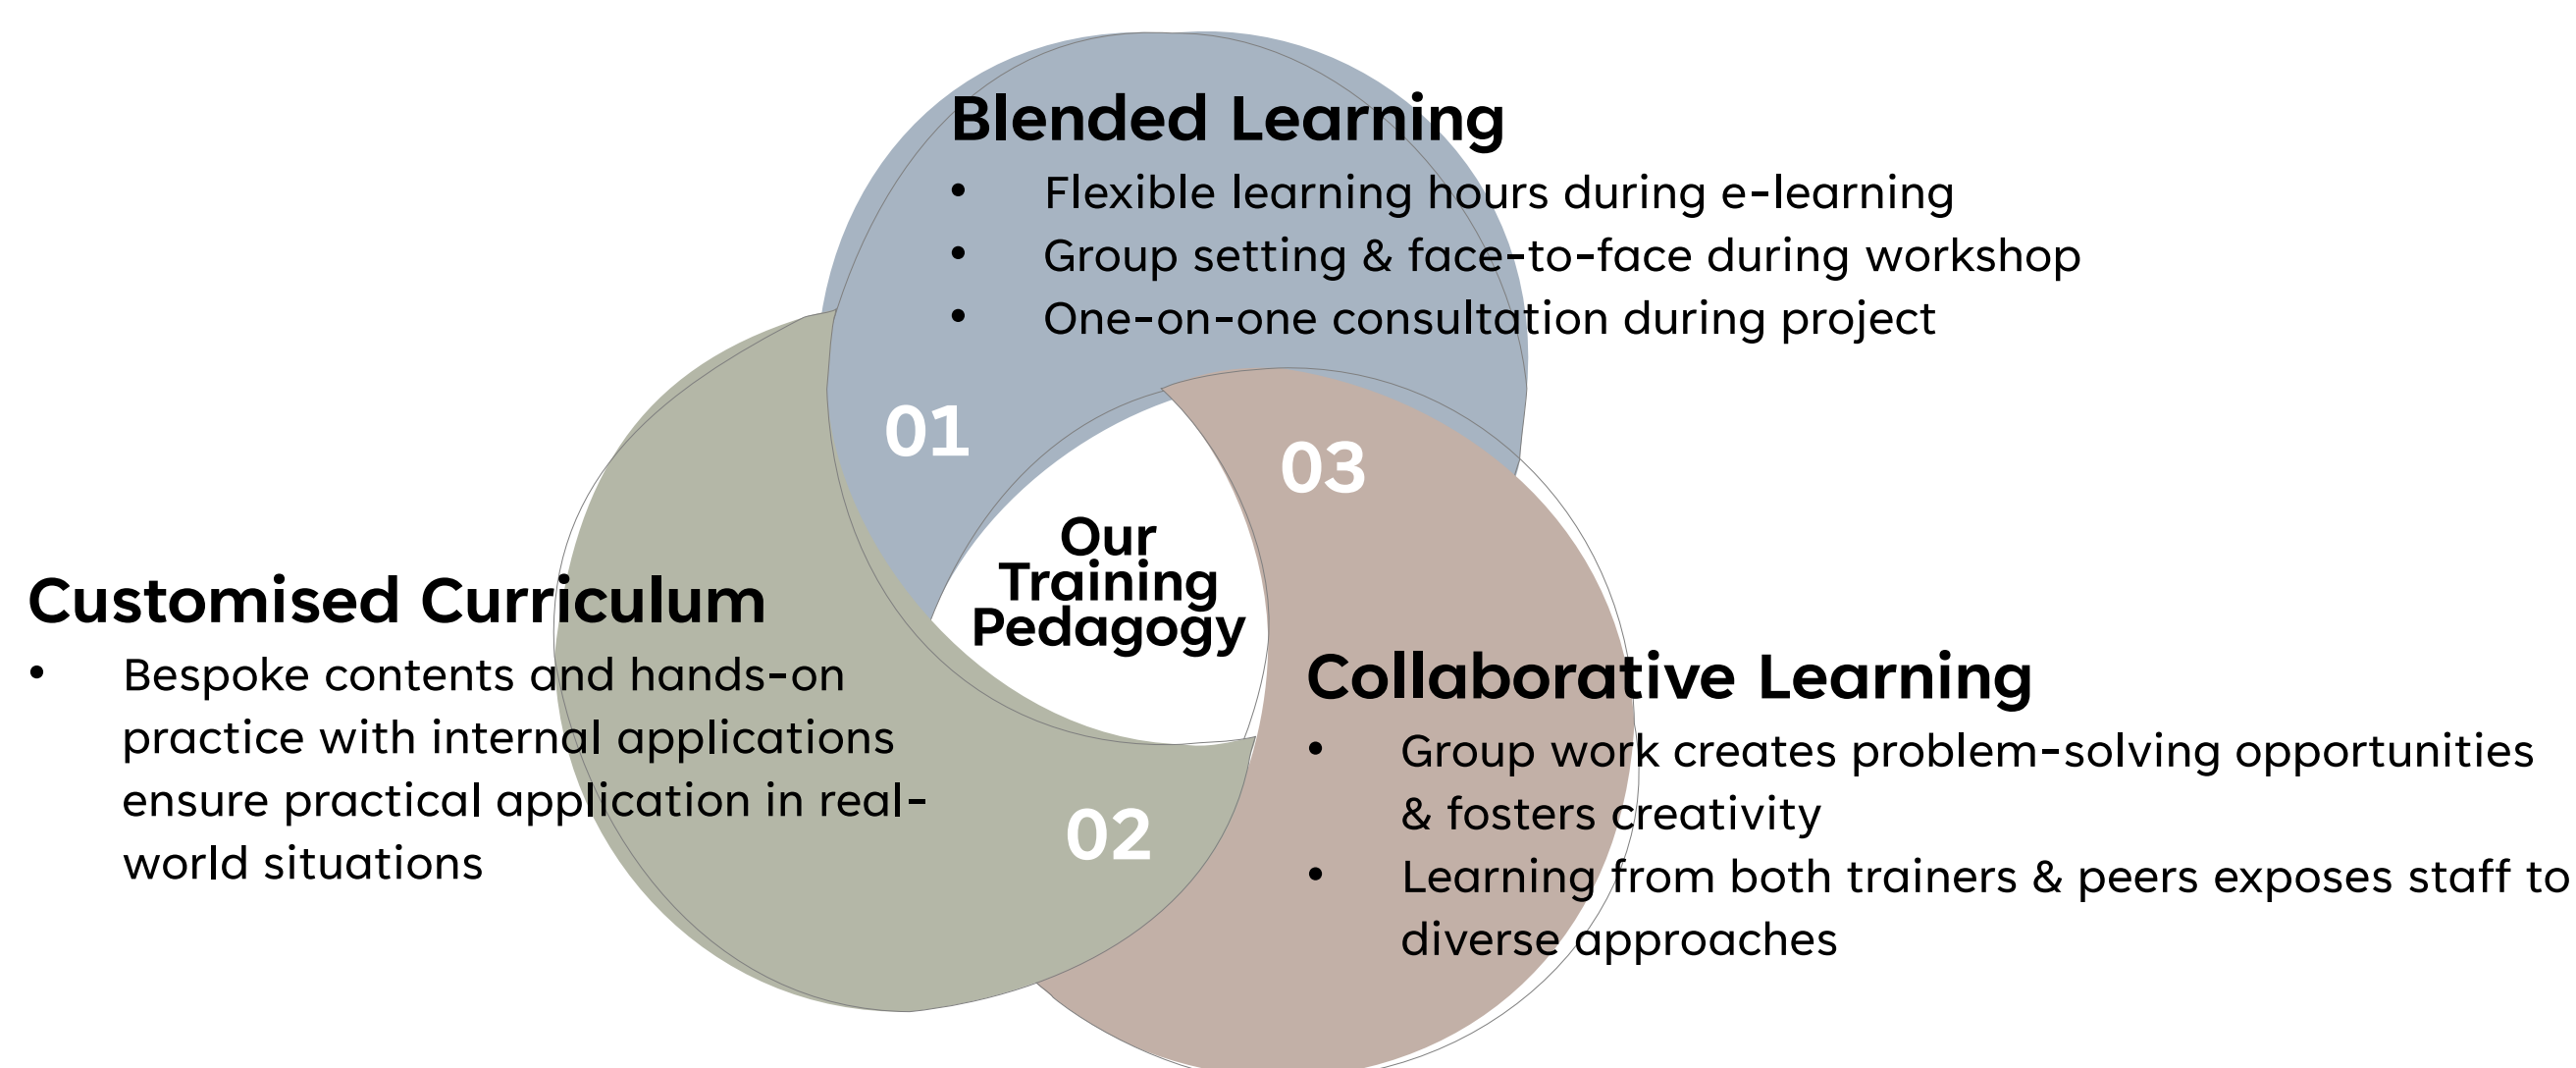 Blended Learning
• Flexible learning hours during e-learning
• Group setting & face-to-face during workshop
• One-on-one consultation during project
01
03
Our
Training
Pedagogy
Customised Curriculum
• Bespoke contents and hands-on
practice with internal applications
ensure practical application in real-
world situations
02
Collaborative Learning
• Group work creates problem-solving opportunities
& fosters creativity
• Learning from both trainers & peers exposes staff to
diverse approaches